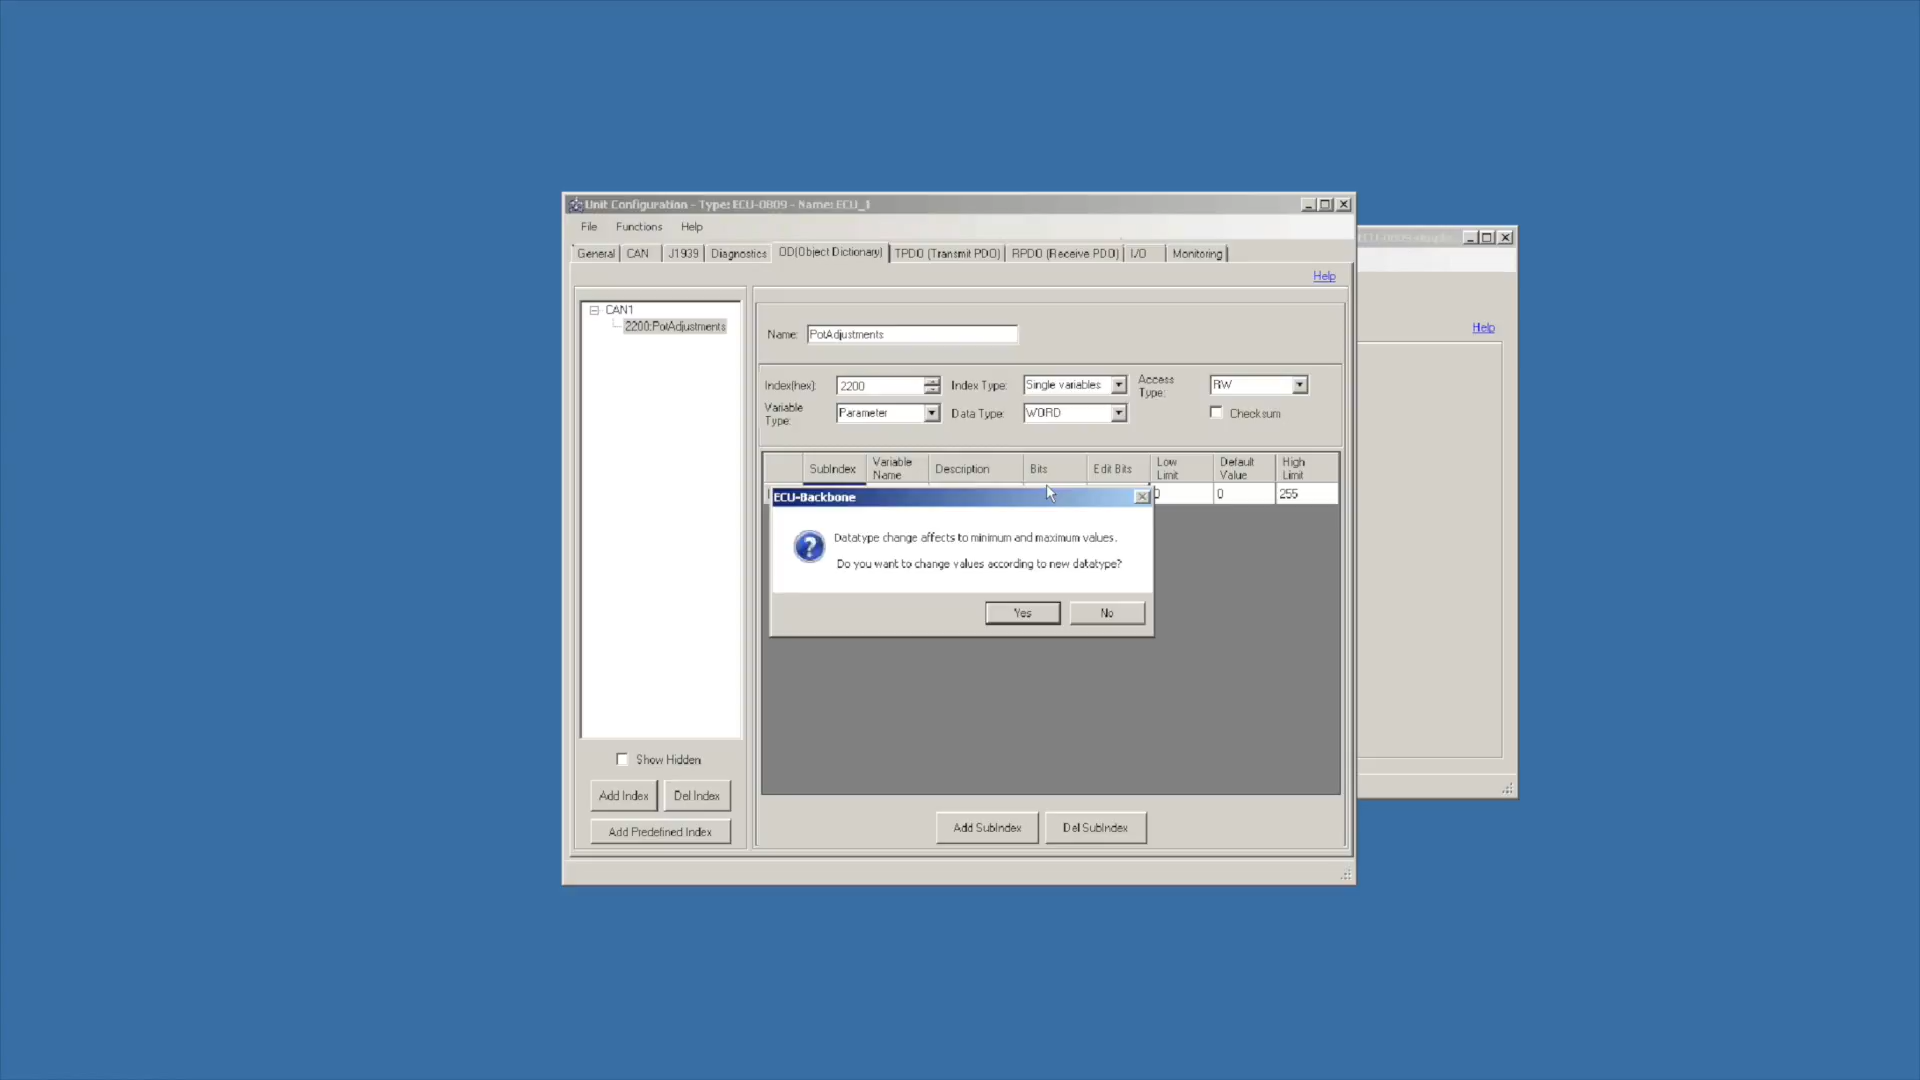 Unit Configuration - Type: ECU-0809 - Name: ECU_1
File Functions Help
General CAN J1939 Diagnostics OD(Object Dictionary) TPDO (Transmit PDO) RPDO (Receive PDO) I/O Monitoring
Help
Help
CAN1
2200:PotAdjustments
Name: PotAdjustments
Index(hex): 2200 Index Type: Single variables Access Type: RW
Variable Type: Parameter Data Type: WORD Checksum
SubIndex Variable Name Description Bits Edit Bits Low Limit Default Value High Limit
0 0 255
ECU-Backbone
Datatype change affects to minimum and maximum values.
Do you want to change values according to new datatype?
Yes No
Show Hidden
Add Index Del Index
Add Predefined Index
Add SubIndex Del SubIndex